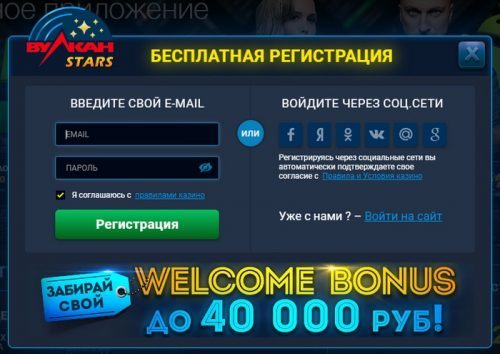 ное приложение
ВУЛКАН
STARS
БЕСПЛАТНАЯ РЕГИСТРАЦИЯ
X
ВВЕДИТЕ СВОЙ E-MAIL
EMAIL
ПАРОЛЬ
Я соглашаюсь с правилами казино
Регистрация
ИЛИ
ВОЙДИТЕ ЧЕРЕЗ СОЦ.СЕТИ
f Я @ g
Регистрируясь через социальные сети вы
автоматически подтверждаете свое
согласие с Правила и Условия казино
Уже с нами ? – Войти на сайт
ЗАБИРАЙ
СВОЙ
WELCOME BONUS
ДО 40 000 РУБ!